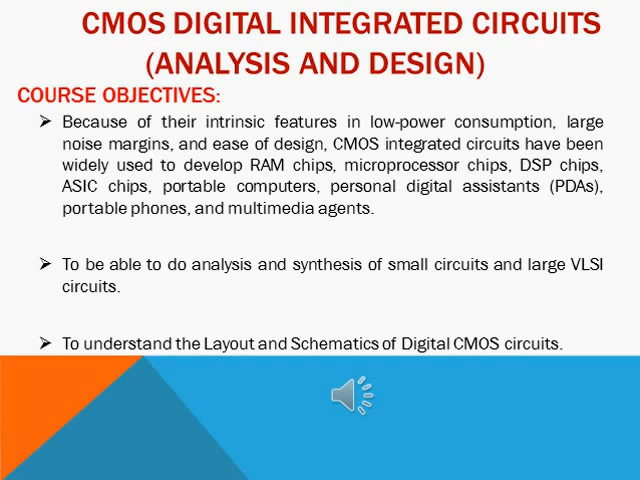 CMOS DIGITAL INTEGRATED CIRCUITS
(ANALYSIS AND DESIGN)
COURSE OBJECTIVES:
➢ Because of their intrinsic features in low-power consumption, large
noise margins, and ease of design, CMOS integrated circuits have been
widely used to develop RAM chips, microprocessor chips, DSP chips,
ASIC chips, portable computers, personal digital assistants (PDAs),
portable phones, and multimedia agents.
➢ To be able to do analysis and synthesis of small circuits and large VLSI
circuits.
➢ To understand the Layout and Schematics of Digital CMOS circuits.